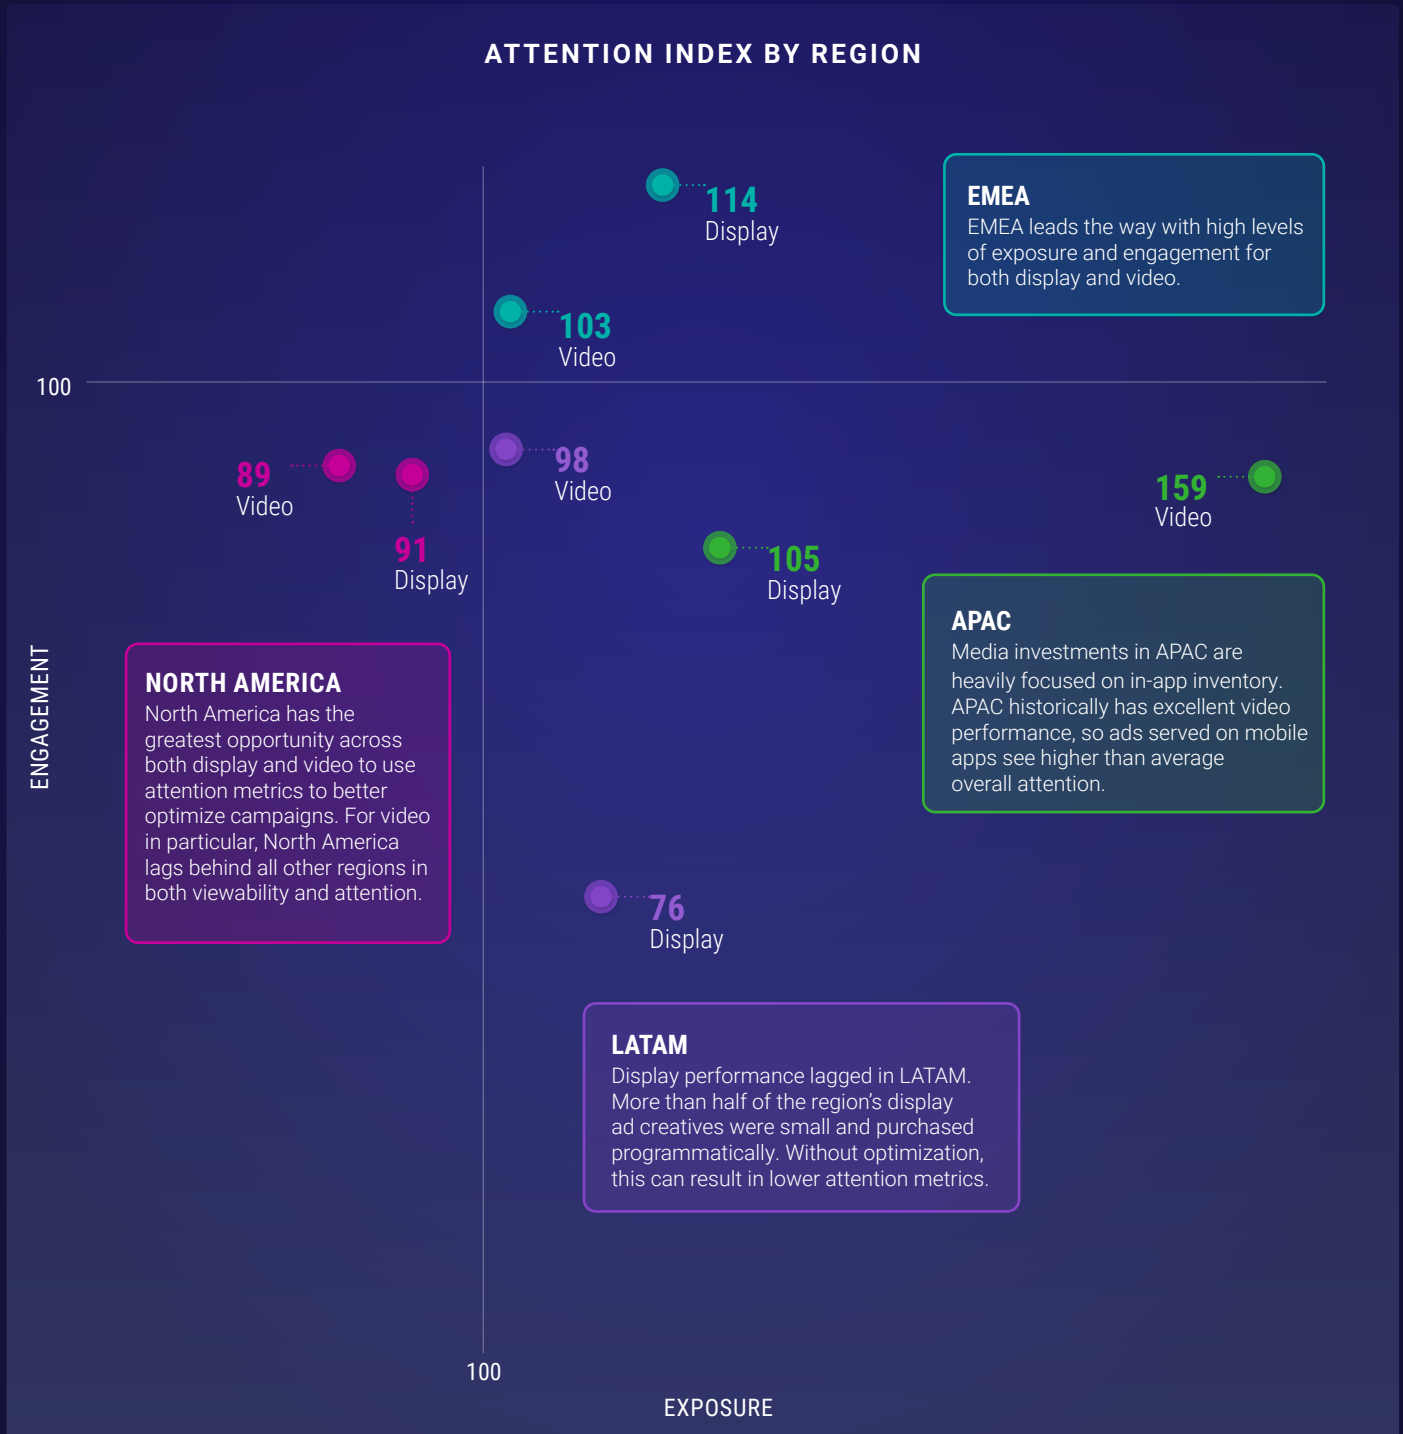 ATTENTION INDEX BY REGION
114
Display
EMEA
EMEA leads the way with high levels
of exposure and engagement for
both display and video.
103
Video
100
89
Video
91
Display
98
Video
105
Display
159
Video
APAC
Media investments in APAC are
heavily focused on in-app inventory.
APAC historically has excellent video
performance, so ads served on mobile
apps see higher than average
overall attention.
ENGAGEMENT
NORTH AMERICA
North America has the
greatest opportunity across
both display and video to use
attention metrics to better
optimize campaigns. For video
in particular, North America
lags behind all other regions in
both viewability and attention.
76
Display
LATAM
Display performance lagged in LATAM.
More than half of the region’s display
ad creatives were small and purchased
programmatically. Without optimization,
this can result in lower attention metrics.
100
EXPOSURE